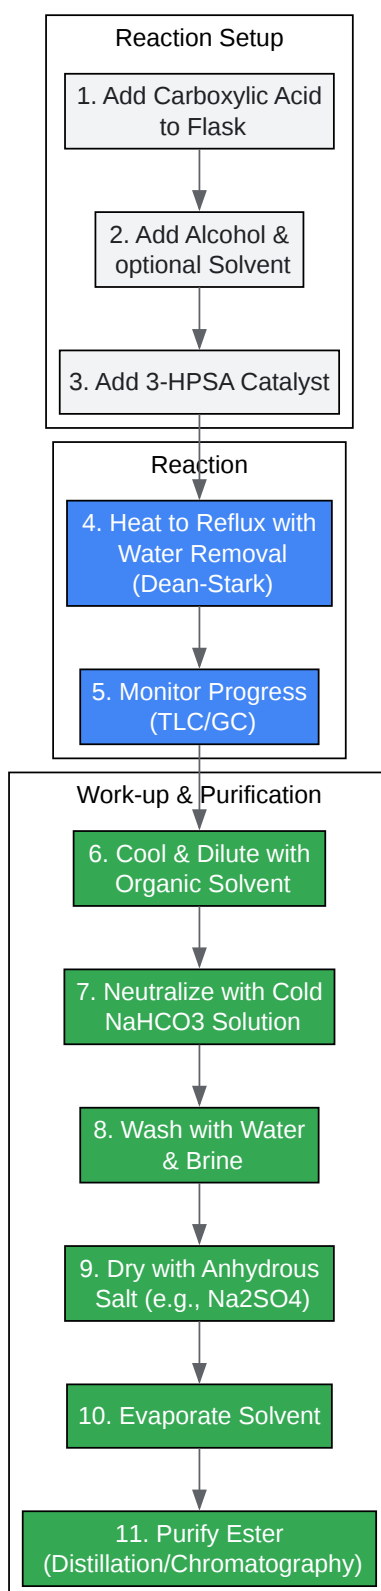 Reaction Setup
1. Add Carboxylic Acid
to Flask
2. Add Alcohol &
optional Solvent
3. Add 3-HPSA Catalyst
Reaction
4. Heat to Reflux with
Water Removal
(Dean-Stark)
5. Monitor Progress
(TLC/GC)
Work-up & Purification
6. Cool & Dilute with
Organic Solvent
7. Neutralize with Cold
NaHCO3 Solution
8. Wash with Water
& Brine
9. Dry with Anhydrous
Salt (e.g., Na2SO4)
10. Evaporate Solvent
11. Purify Ester
(Distillation/Chromatography)